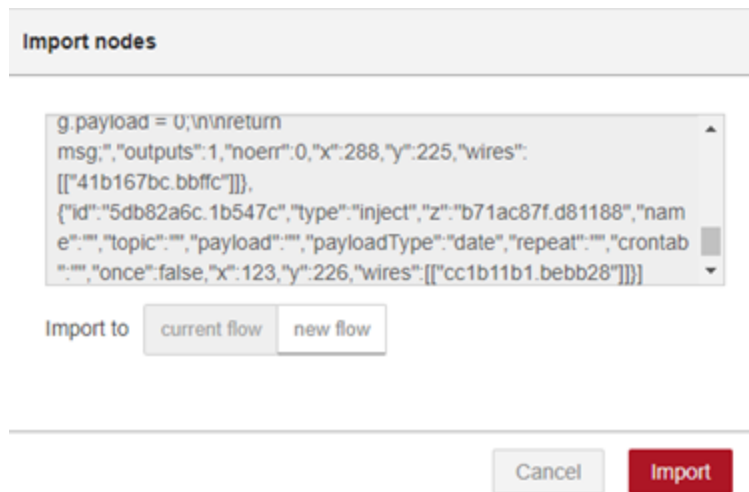 Import nodes
g.payload = 0;\n\nreturn
msg;","outputs":1,"noerr":0,"x":288,"y":225,"wires":
[["41b167bc.bbffc"]]},
{"id":"5db82a6c.1b547c","type":"inject","z":"b71ac87f.d81188","nam
e":"","topic":"","payload":"","payloadType":"date","repeat":"","crontab
":"","once":false,"x":123,"y":226,"wires":[["cc1b11b1.bebb28"]]}]
Import to current flow new flow
Cancel Import